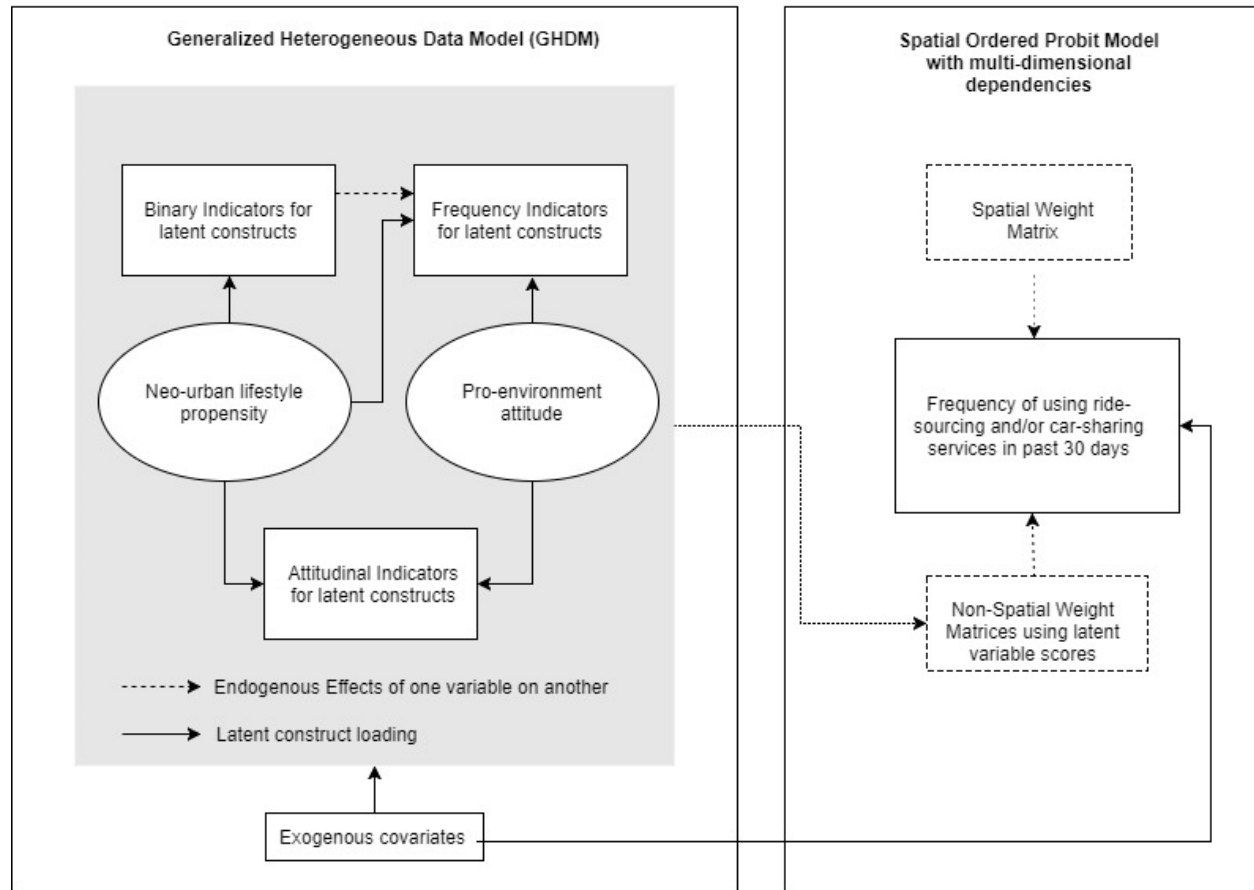 Generalized Heterogeneous Data Model (GHDM)
Binary Indicators for
latent constructs
Frequency Indicators
for latent constructs
Neo-urban lifestyle
propensity
Pro-environment
attitude
Attitudinal Indicators
for latent constructs
Endogenous Effects of one variable on another
Latent construct loading
Exogenous covariates
Spatial Ordered Probit Model
with multi-dimensional
dependencies
Spatial Weight
Matrix
Frequency of using ride-
sourcing and/or car-sharing
services in past 30 days
Non-Spatial Weight
Matrices using latent
variable scores